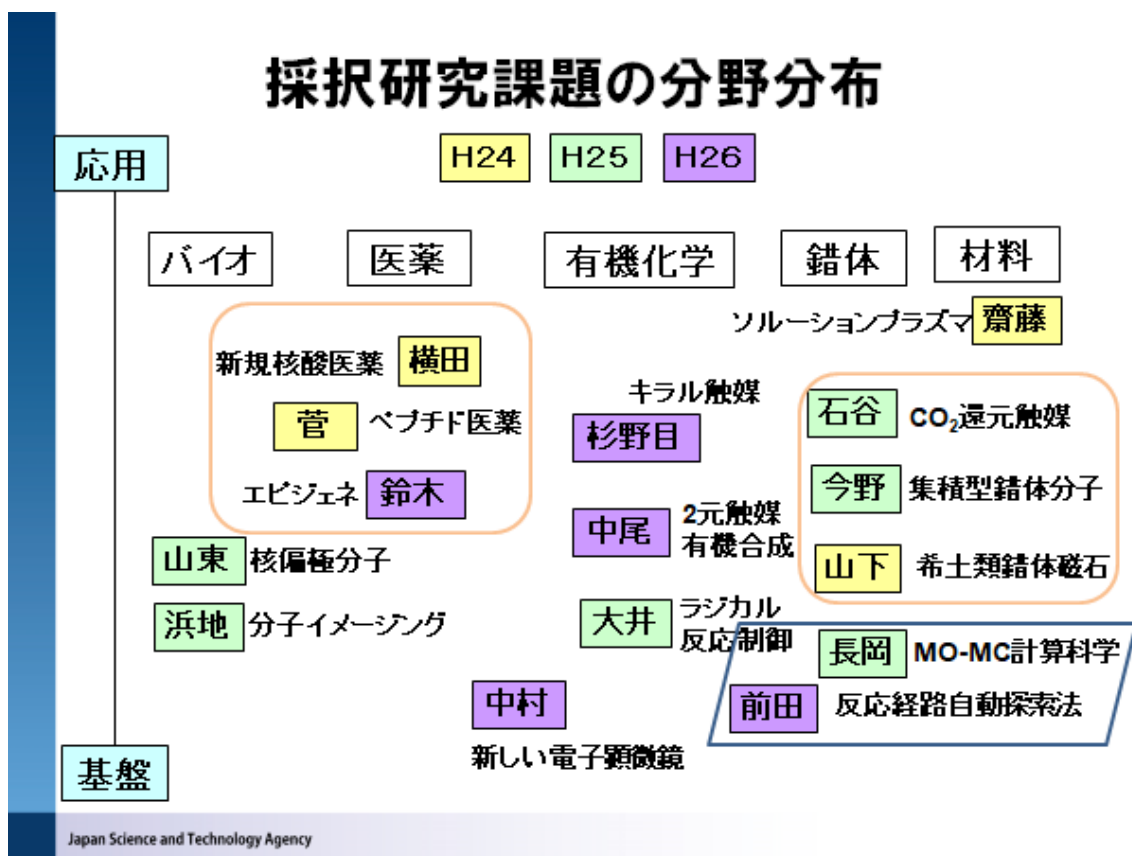 採択研究課題の分野分布
応用
H24 H25 H26
バイオ 医薬 有機化学 錯体 材料
ソルーションプラズマ 齋藤
新規核酸医薬 横田
キラル触媒
杉野目
石谷 CO₂還元触媒
菅 ペプチド医薬
エピジェネ 鈴木
今野 集積型錯体分子
中尾 2元触媒
有機合成
山東 核偏極分子
山下 希土類錯体磁石
浜地 分子イメージング
大井 ラジカル
反応制御
長岡 MO-MC計算科学
中村
前田 反応経路自動探索法
新しい電子顕微鏡
基盤
Japan Science and Technology Agency